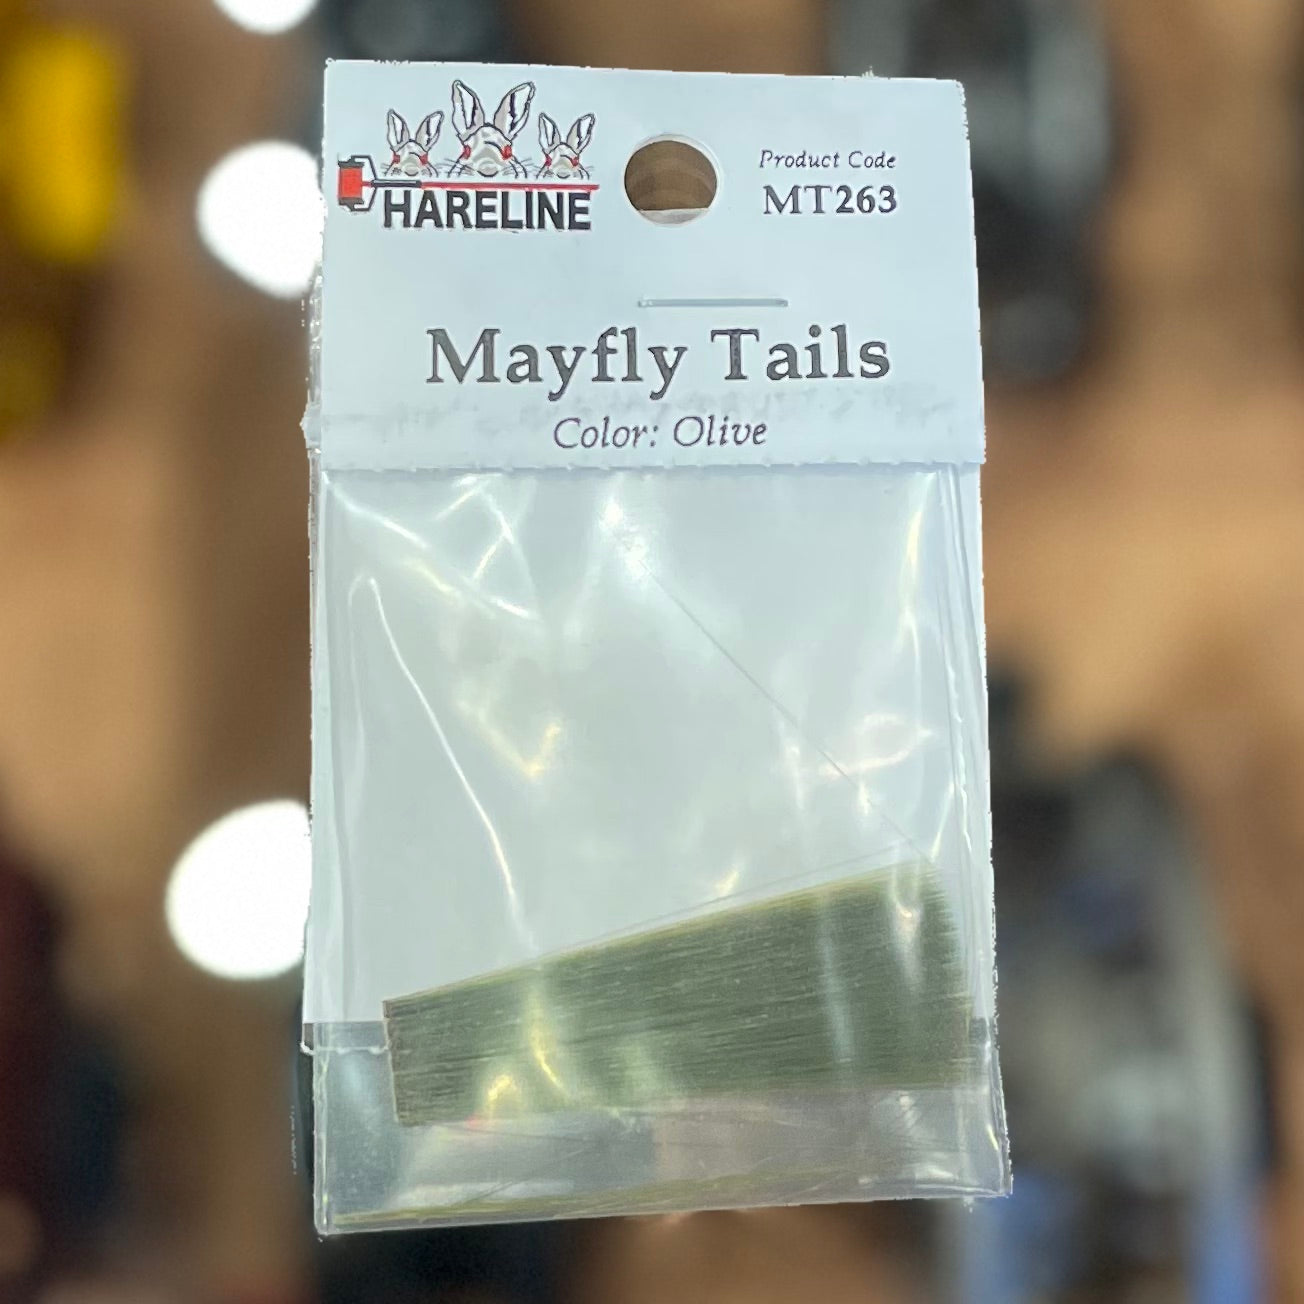 HARELINE
Product Code
MT263
Mayfly Tails
Color: Olive